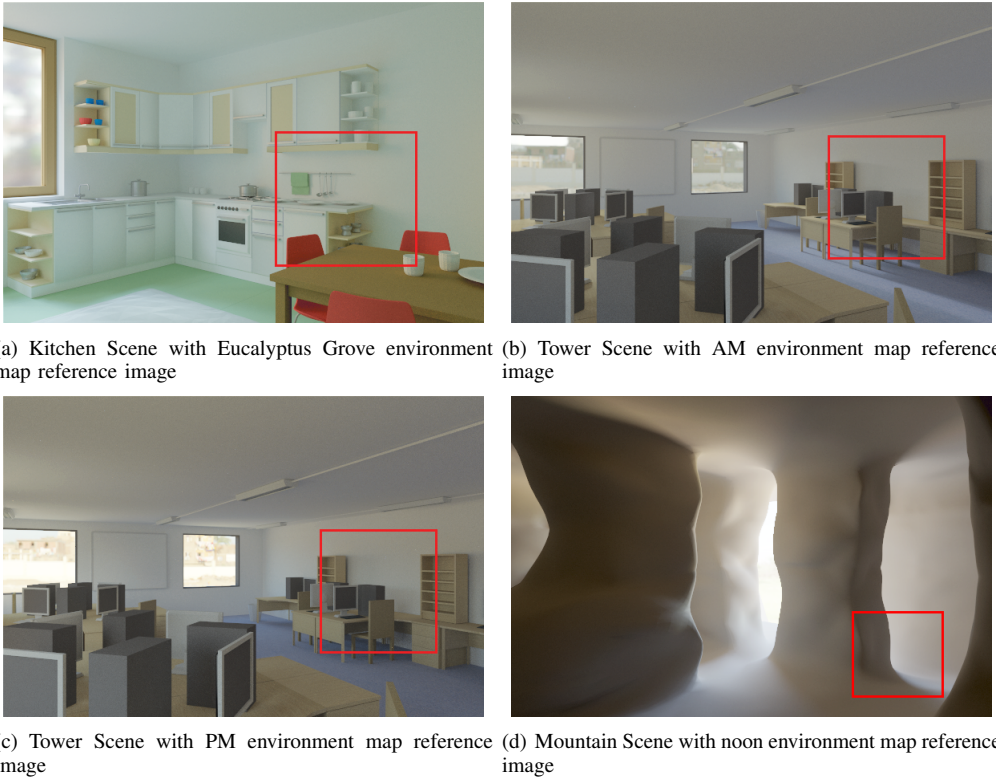 (a) Kitchen Scene with Eucalyptus Grove environment
map reference image
(b) Tower Scene with AM environment map reference
image
(c) Tower Scene with PM environment map reference
image
(d) Mountain Scene with noon environment map reference
image